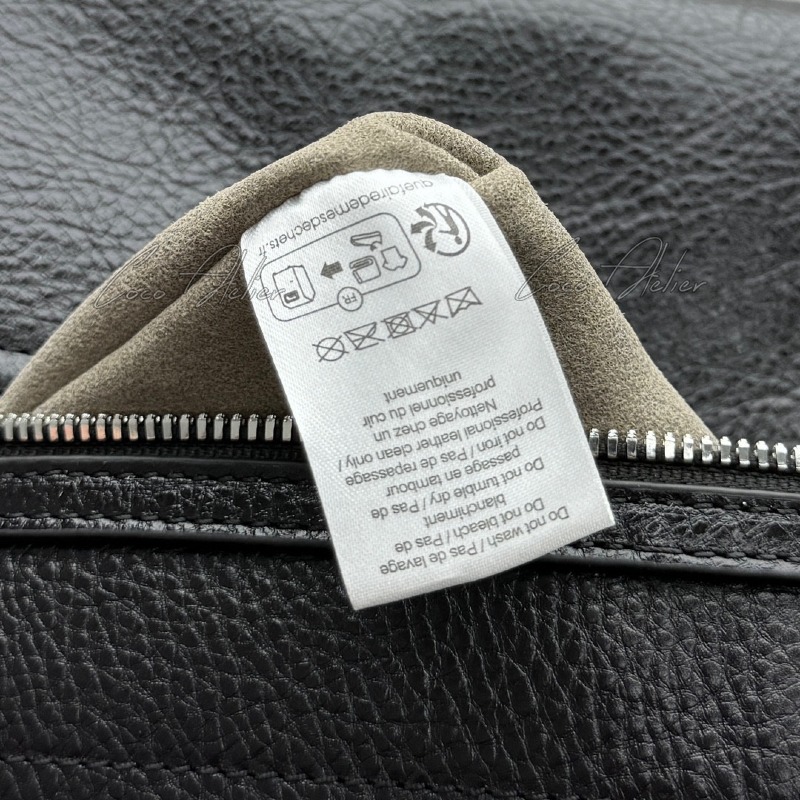 Do not wash / Pas de lavage
Do not bleach / Pas de
blanchiment
Do not tumble dry / Pas de
passage en tambour
Do not iron / Pas de repassage
Professional leather clean only /
Nettoyage chez un
professionnel du cuir
uniquement
FR
quefairedemesdechets.fr
Coco Atelier
Coco Atelier